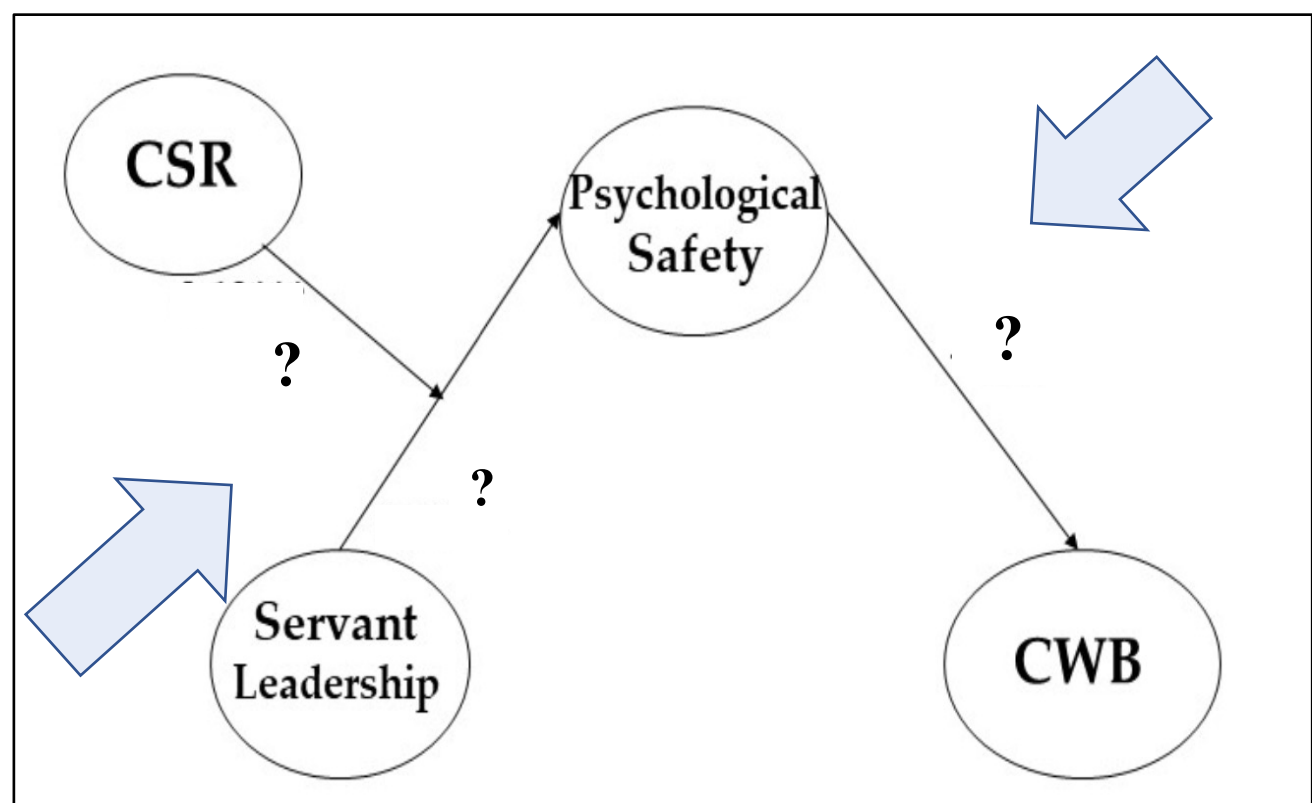 CSR
Psychological
Safety
?
?
?
Servant
Leadership
CWB